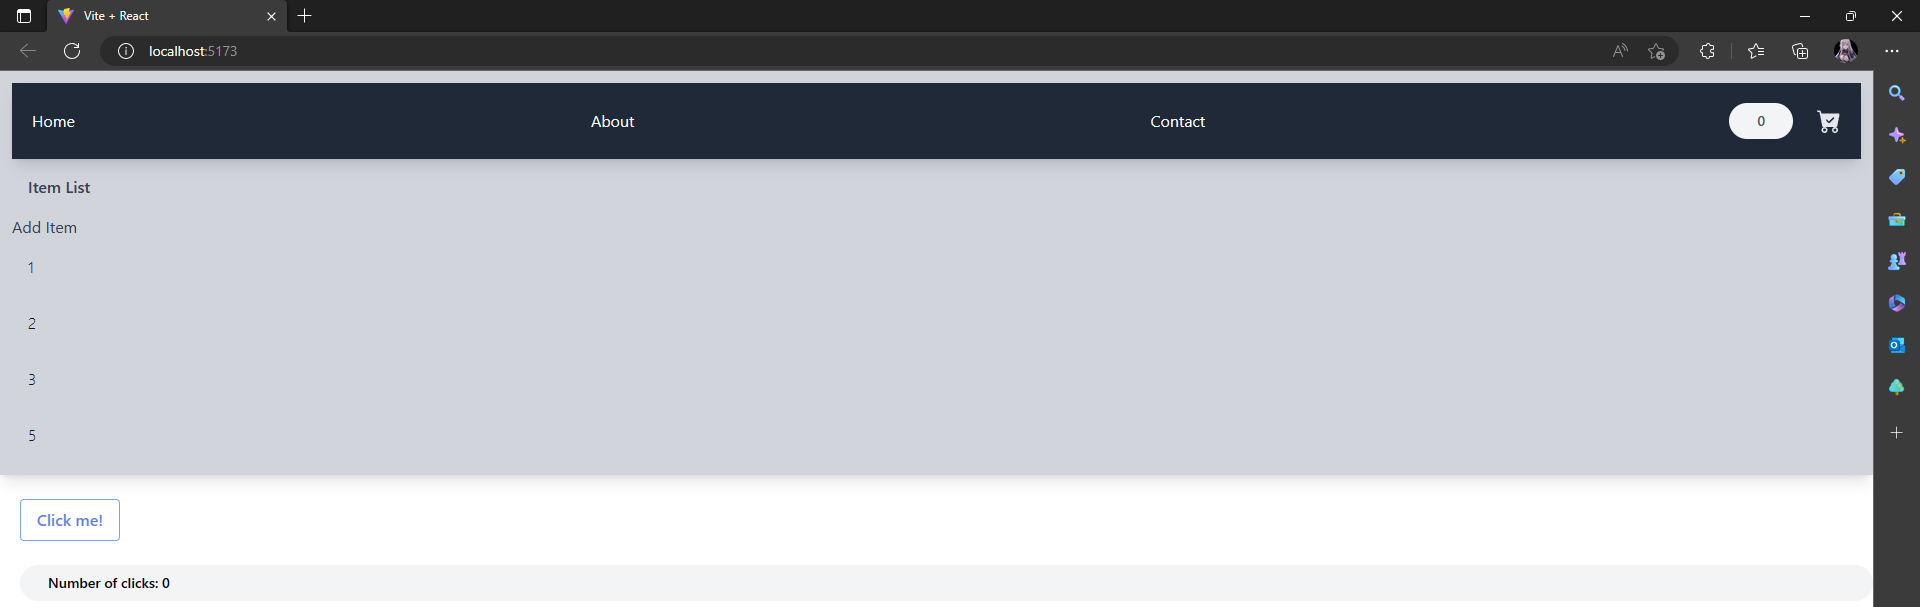 Vite + React
localhost:5173
Home About Contact 0
Item List
Add Item
1
2
3
5
Click me!
Number of clicks: 0